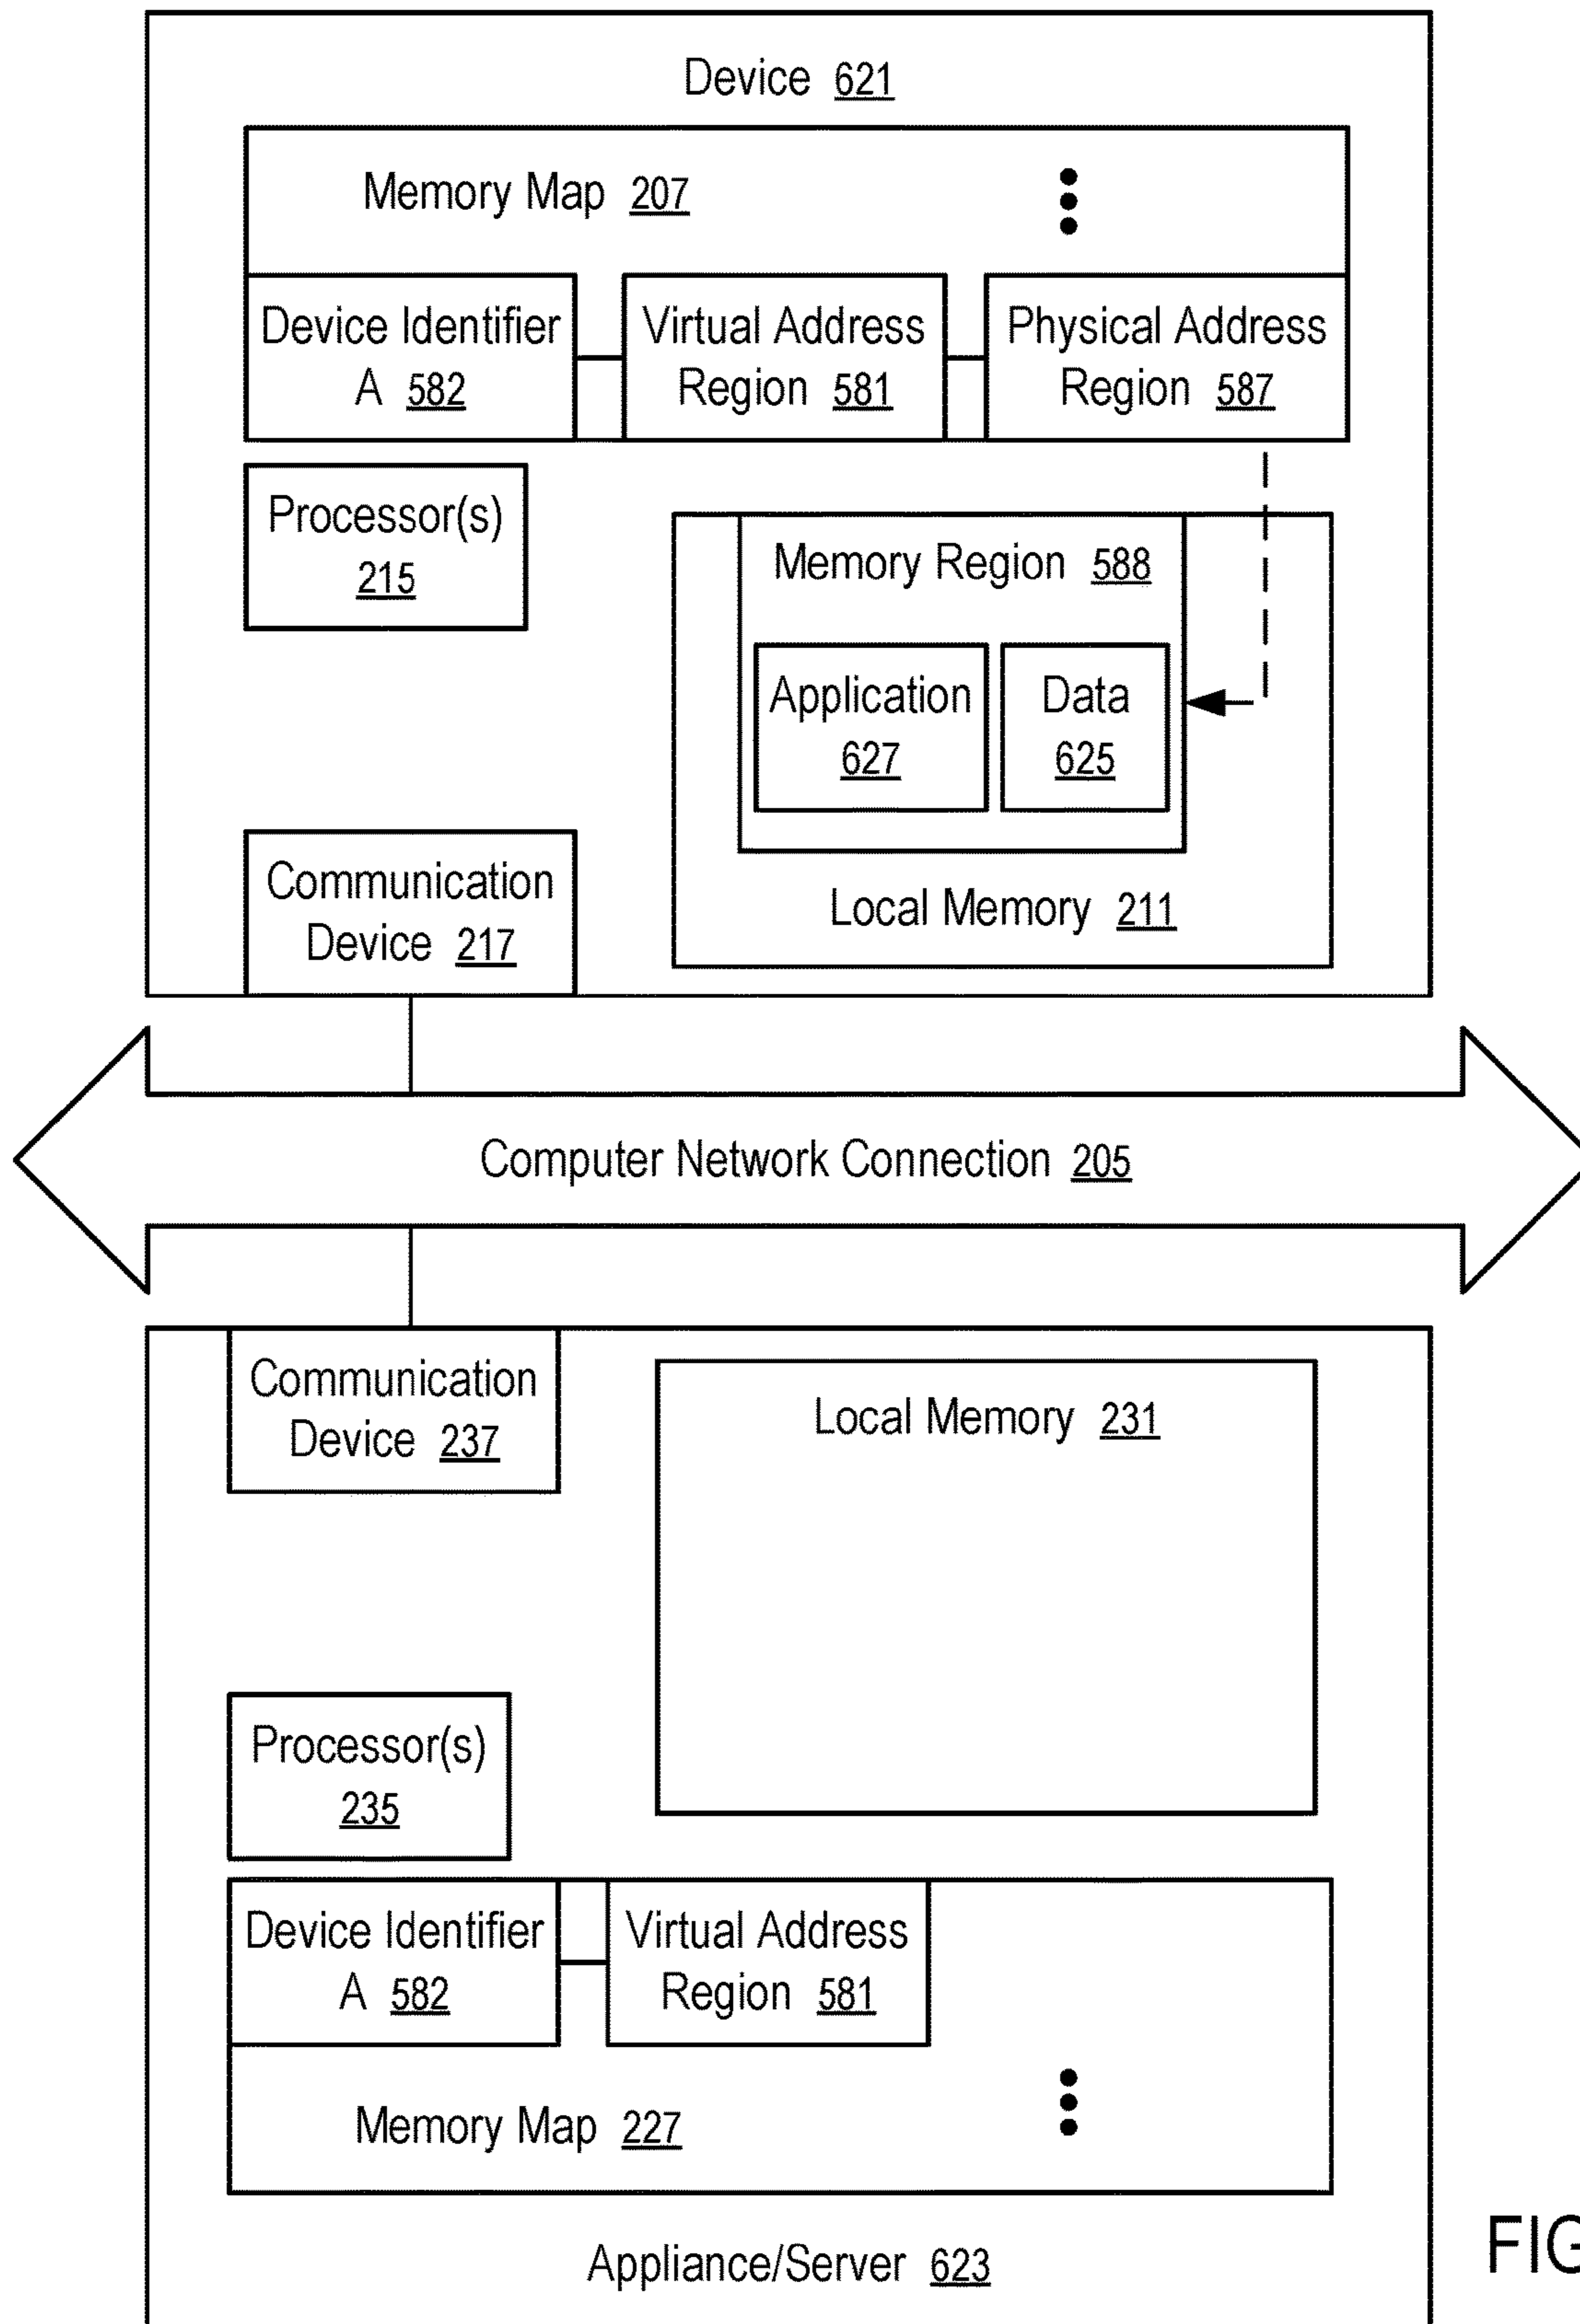 Device 621
Memory Map 207
Device Identifier
A 582
Virtual Address
Region 581
Physical Address
Region 587
Processor(s)
215
Memory Region 588
Application
627
Data
625
Communication
Device 217
Local Memory 211
Computer Network Connection 205
Communication
Device 237
Local Memory 231
Processor(s)
235
Device Identifier
A 582
Virtual Address
Region 581
Memory Map 227
Appliance/Server 623